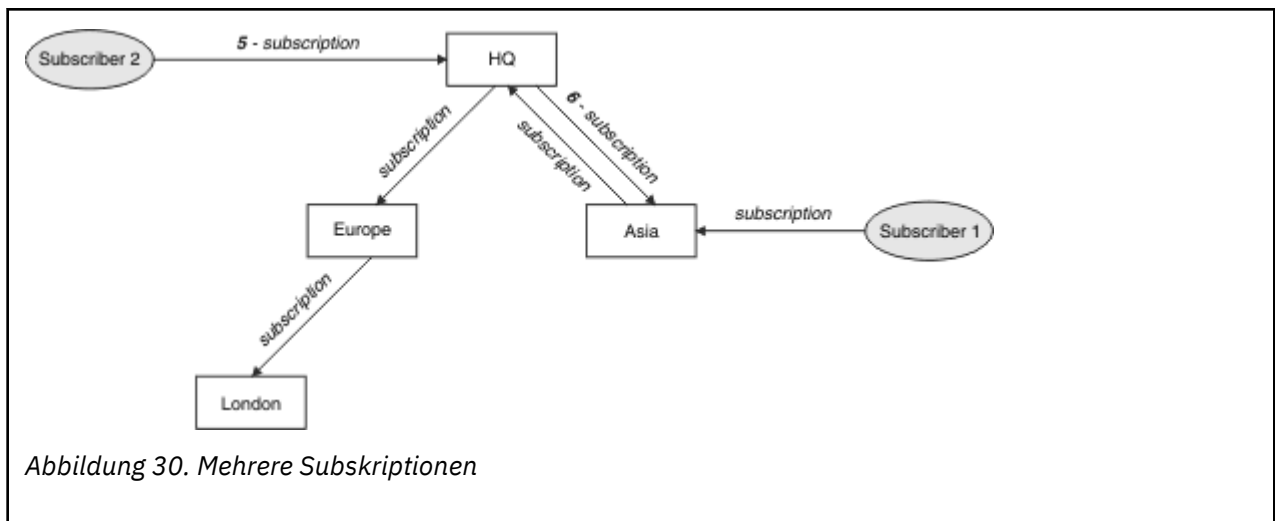 Subscriber 2
5 - subscription
HQ
subscription
subscription
6 - subscription
Europe
Asia
subscription
Subscriber 1
subscription
London
Abbildung 30. Mehrere Subskriptionen